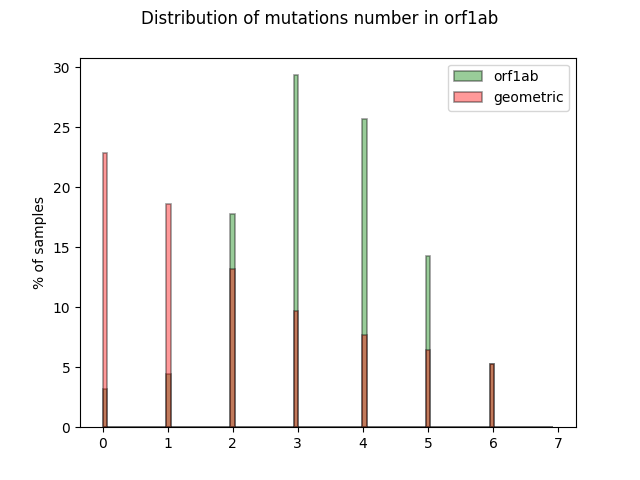 Distribution of mutations number in orf1ab
orf1ab
geometric
% of samples
30
25
20
15
10
5
0
0 1 2 3 4 5 6 7